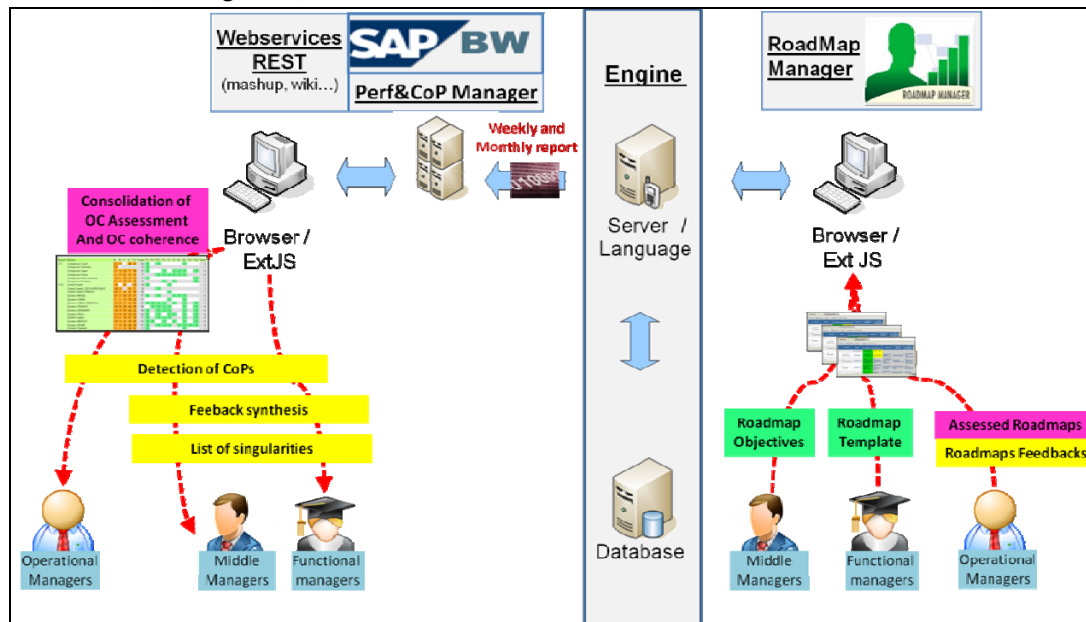 Webservices
REST
(mashup, wiki...)
SAP BW
Perf&CoP Manager
Engine
RoadMap
Manager
ROADMAP MANAGER
Weekly and
Monthly report
Consolidation of
OC Assessment
And OC coherence
Browser /
ExtJS
Server /
Language
Browser /
Ext JS
Detection of CoPs
Feeback synthesis
List of singularities
Roadmap
Objectives
Roadmap
Template
Assessed Roadmaps
Roadmaps Feedbacks
Database
Operational
Managers
Middle
Managers
Functional
managers
Middle
Managers
Functional
managers
Operational
Managers